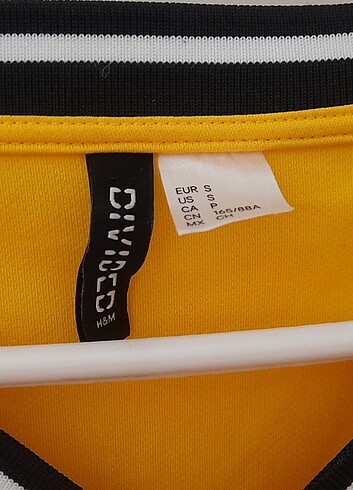 DIVIDED
H&M
EUR S
US S
CA P
CN 165/88A
MX CH